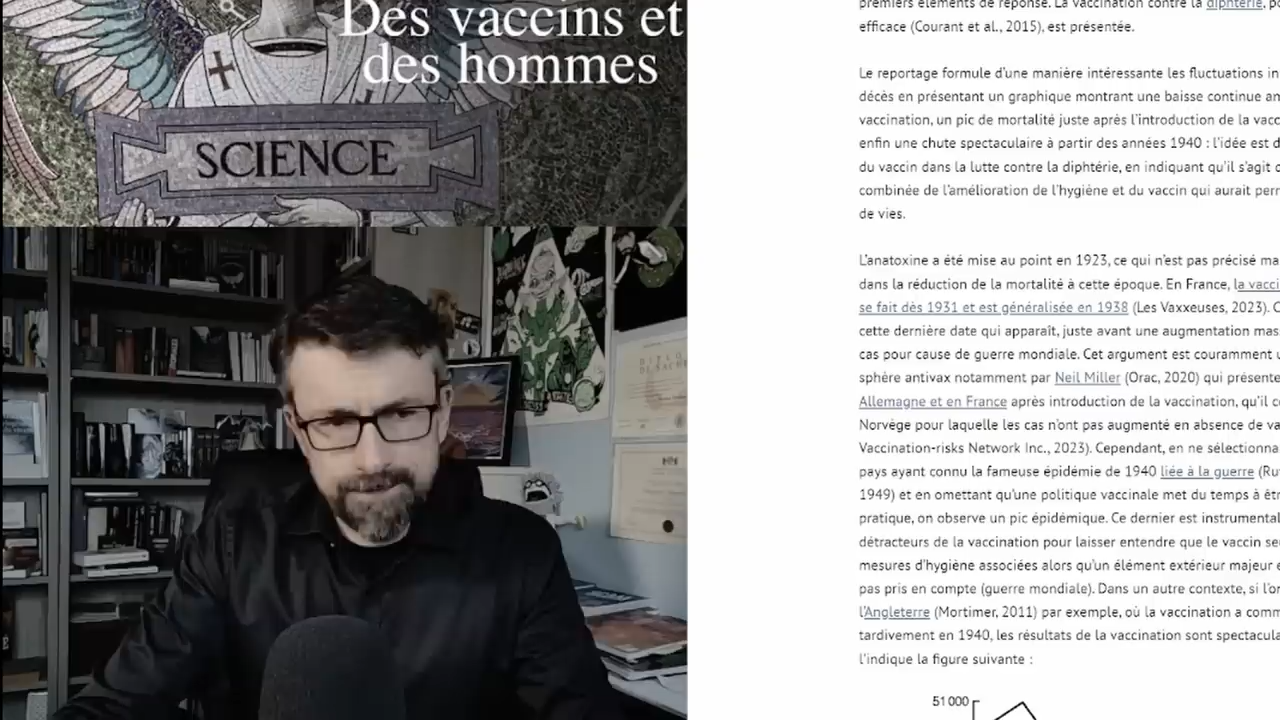 Des vaccins et
des hommes
SCIENCE
premiers éléments de réponse. La vaccination contre la diphtérie, po
efficace (Courant et al., 2015), est présentée.
Le reportage formule d'une manière intéressante les fluctuations in
décès en présentant un graphique montrant une baisse continue am
vaccination, un pic de mortalité juste après l'introduction de la vacc
enfin une chute spectaculaire à partir des années 1940 : l'idée est d
du vaccin dans la lutte contre la diphtérie, en indiquant qu'il s'agit d
combinée de l'amélioration de l'hygiène et du vaccin qui aurait perm
de vies.
L'anatoxine a été mise au point en 1923, ce qui n'est pas précisé ma
dans la réduction de la mortalité à cette époque. En France, la vacci
se fait dès 1931 et est généralisée en 1938 (Les Vaxxeuses, 2023). C
cette dernière date qui apparaît, juste avant une augmentation mas
cas pour cause de guerre mondiale. Cet argument est couramment u
sphère antivax notamment par Neil Miller (Orac, 2020) qui présente
Allemagne et en France après introduction de la vaccination, qu'il co
Norvège pour laquelle les cas n'ont pas augmenté en absence de va
Vaccination-risks Network Inc., 2023). Cependant, en ne sélectionna
pays ayant connu la fameuse épidémie de 1940 liée à la guerre (Ru
1949) et en omettant qu'une politique vaccinale met du temps à êtr
pratique, on observe un pic épidémique. Ce dernier est instrumental
détracteurs de la vaccination pour laisser entendre que le vaccin se
mesures d'hygiène associées alors qu'un élément extérieur majeur e
pas pris en compte (guerre mondiale). Dans un autre contexte, si l'on
l'Angleterre (Mortimer, 2011) par exemple, où la vaccination a comm
tardivement en 1940, les résultats de la vaccination sont spectacula
l'indique la figure suivante :
51 000